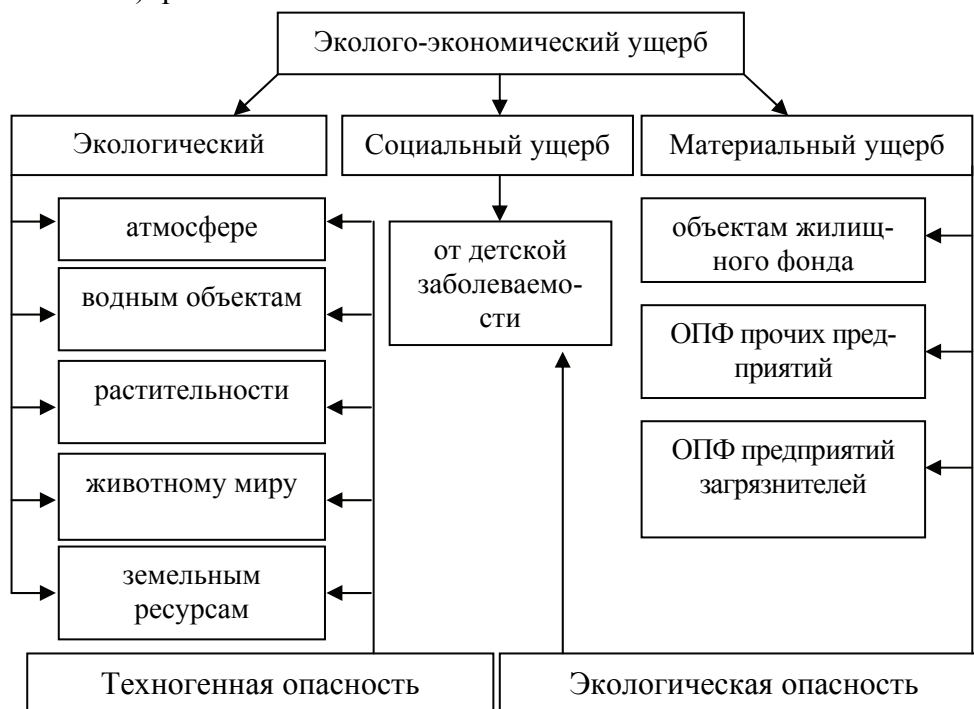 Эколого-экономический ущерб
Экологический
Социальный ущерб
Материальный ущерб
атмосфере
водным объектам
растительности
животному миру
земельным
ресурсам
от детской
заболеваемо-
сти
объектам жилищ-
ного фонда
ОПФ прочих пред-
приятий
ОПФ предприятий
загрязнителей
Техногенная опасность
Экологическая опасность